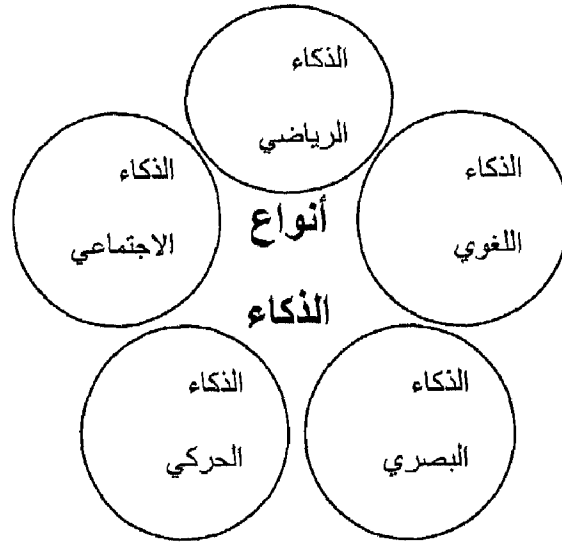 الذكاء
الرياضي
الذكاء
اللغوي
الذكاء
الاجتماعي
أنواع
الذكاء
الذكاء
البصري
الذكاء
الحركي